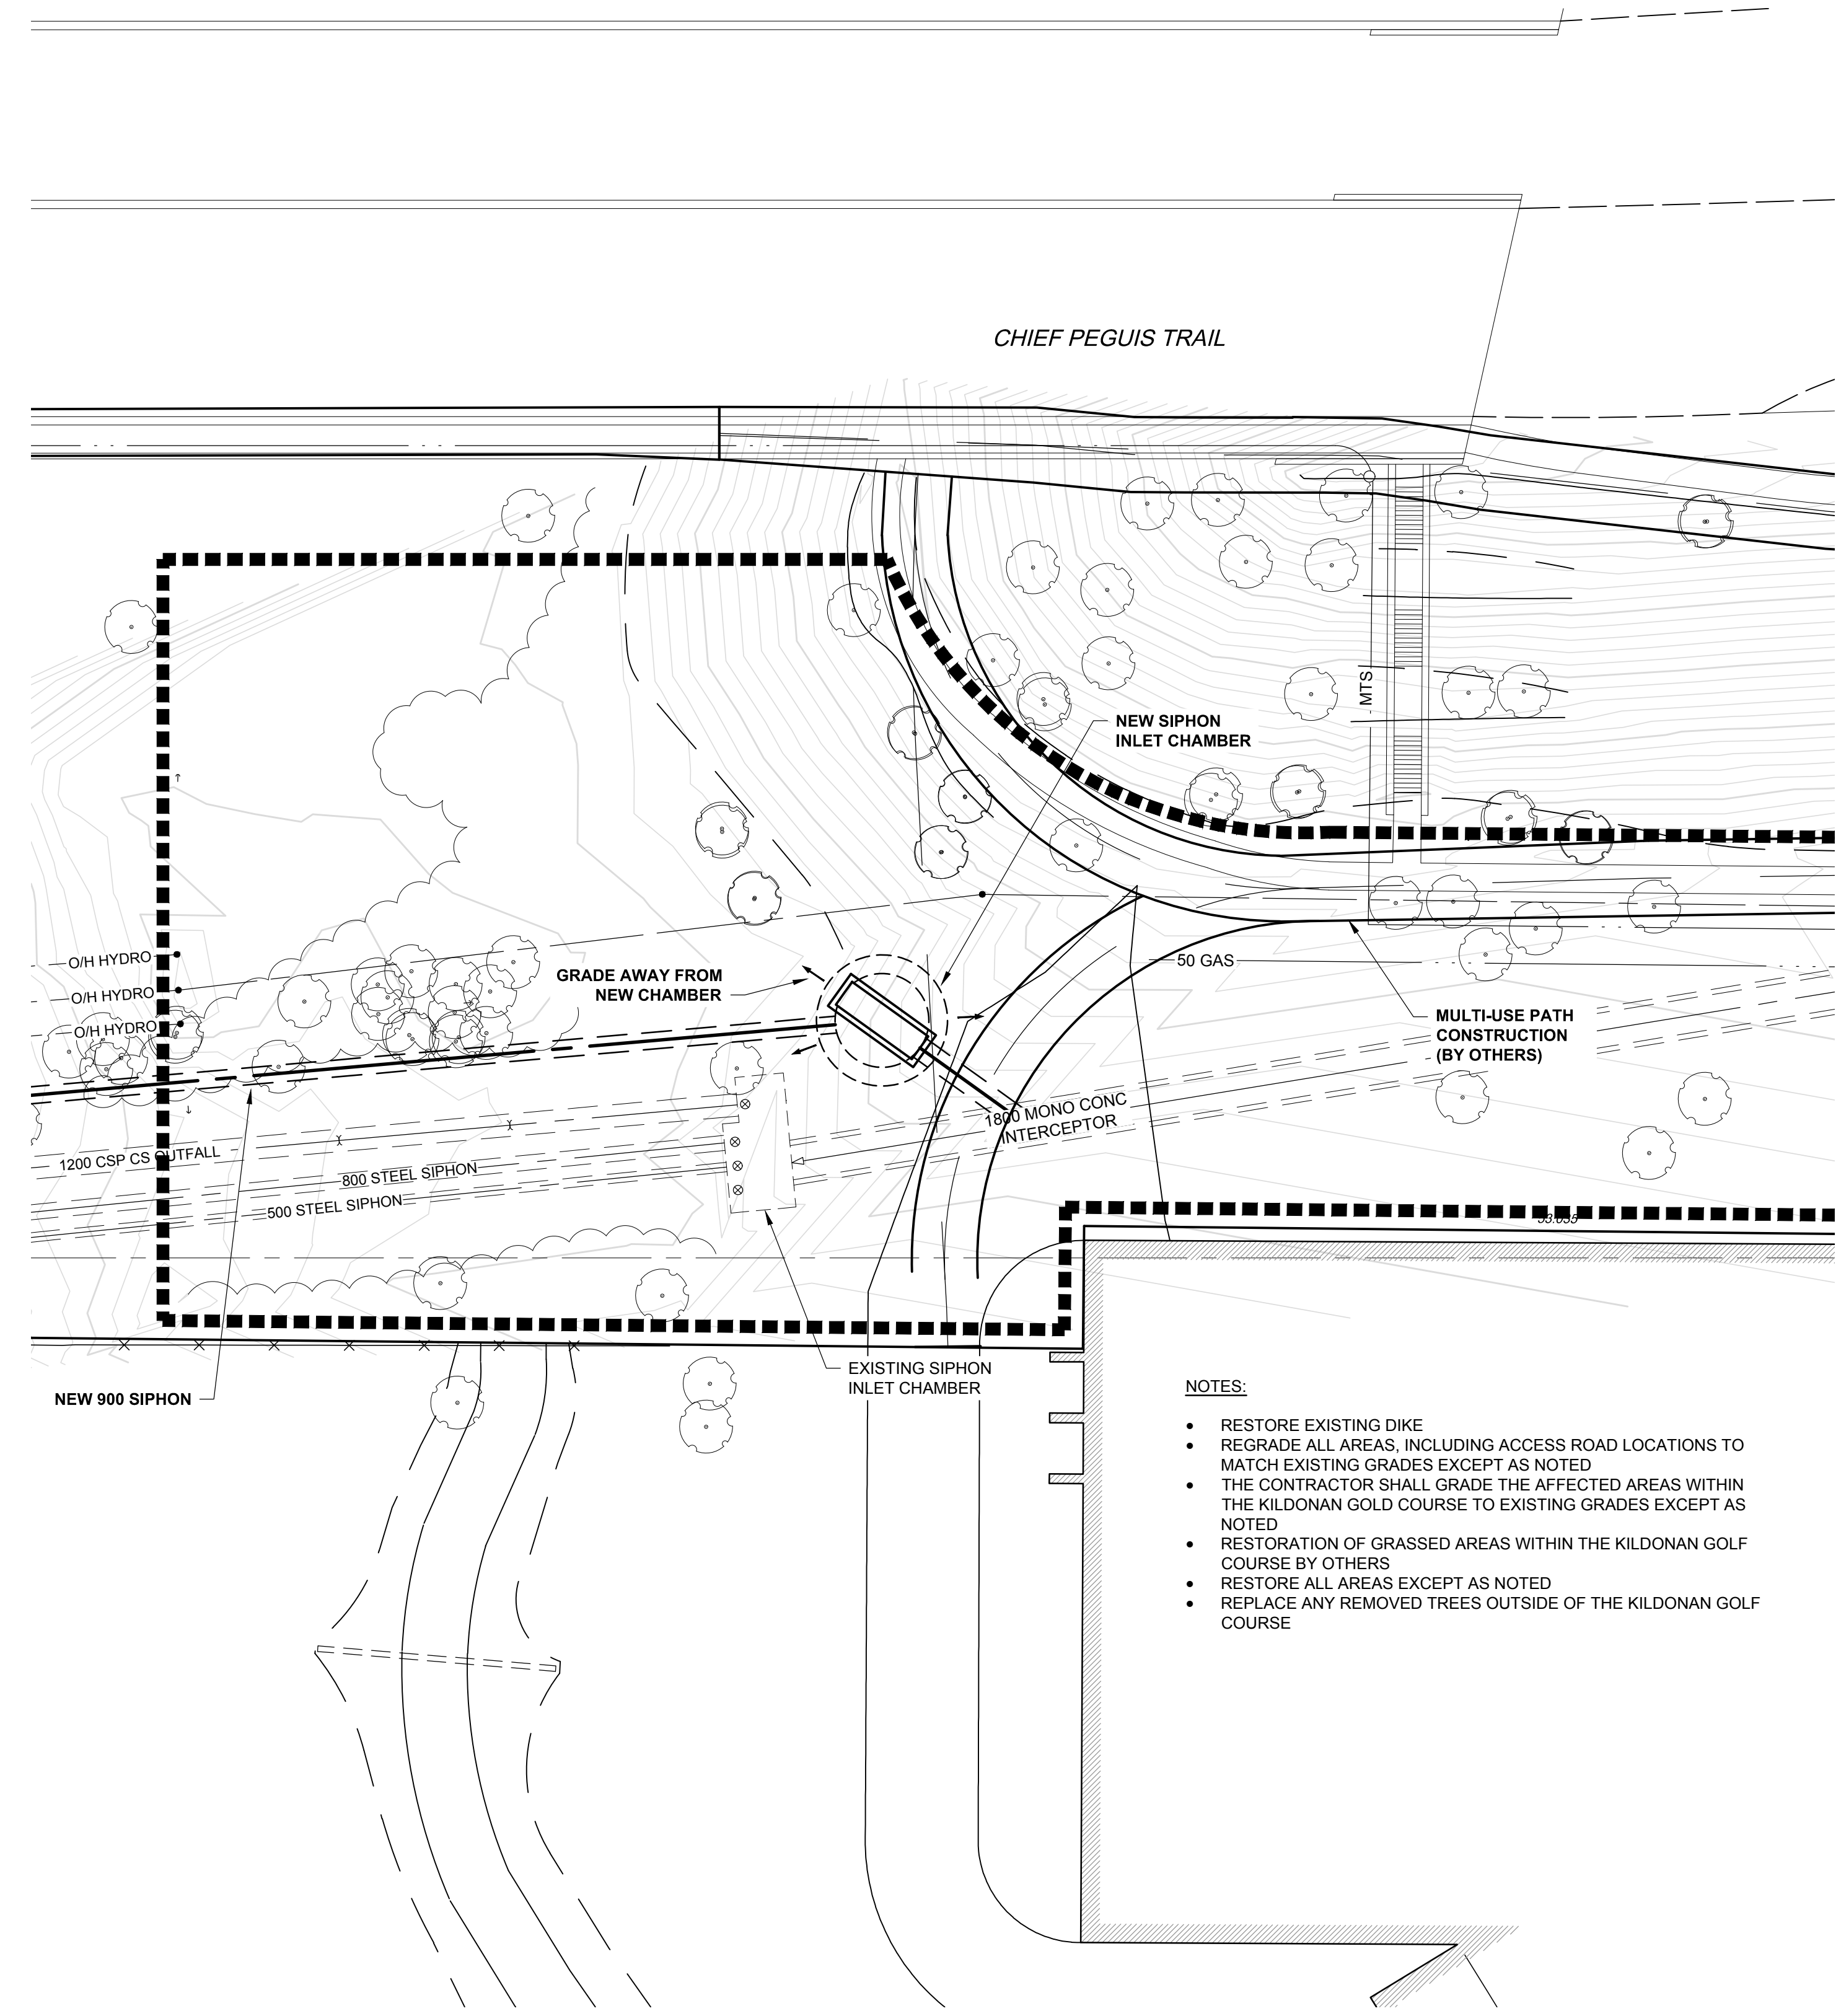 CHIEF PEGUIS TRAIL
MTS
NEW SIPHON
INLET CHAMBER
O/H HYDRO
O/H HYDRO
O/H HYDRO
GRADE AWAY FROM
NEW CHAMBER
50 GAS
MULTI-USE PATH
CONSTRUCTION
(BY OTHERS)
1800 MONO CONC
INTERCEPTOR
1200 CSP CS OUTFALL
800 STEEL SIPHON
500 STEEL SIPHON
53.635
EXISTING SIPHON
INLET CHAMBER
NEW 900 SIPHON
NOTES:
• RESTORE EXISTING DIKE
• REGRADE ALL AREAS, INCLUDING ACCESS ROAD LOCATIONS TO
MATCH EXISTING GRADES EXCEPT AS NOTED
• THE CONTRACTOR SHALL GRADE THE AFFECTED AREAS WITHIN
THE KILDONAN GOLD COURSE TO EXISTING GRADES EXCEPT AS
NOTED
• RESTORATION OF GRASSED AREAS WITHIN THE KILDONAN GOLF
COURSE BY OTHERS
• RESTORE ALL AREAS EXCEPT AS NOTED
• REPLACE ANY REMOVED TREES OUTSIDE OF THE KILDONAN GOLF
COURSE